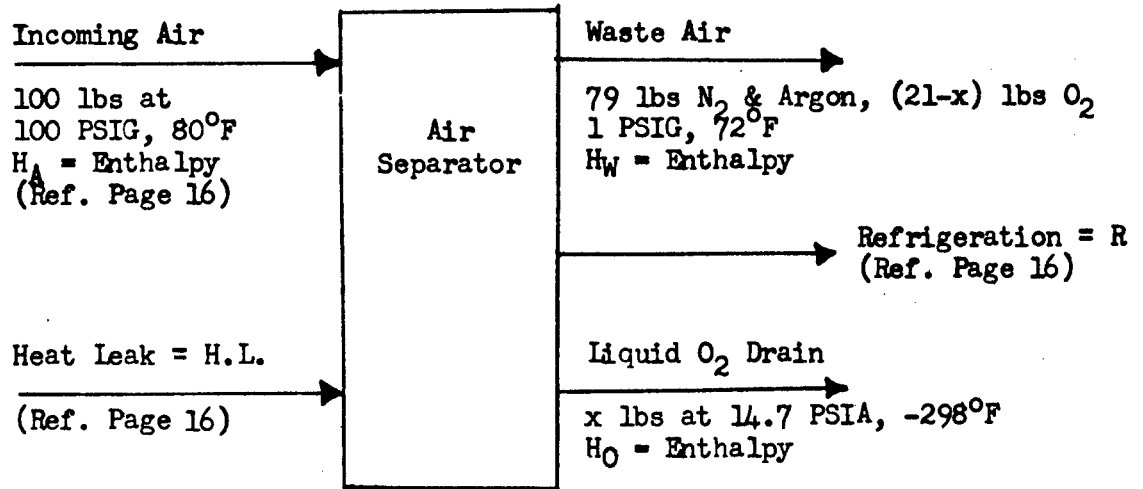 Incoming Air
100 lbs at
100 PSIG, 80°F
H_A = Enthalpy
(Ref. Page 16)
Heat Leak = H.L.
(Ref. Page 16)
Air
Separator
Waste Air
79 lbs N₂ & Argon, (21-x) lbs O₂
1 PSIG, 72°F
H_W = Enthalpy
Refrigeration = R
(Ref. Page 16)
Liquid O₂ Drain
x lbs at 14.7 PSIA, -298°F
H_O = Enthalpy